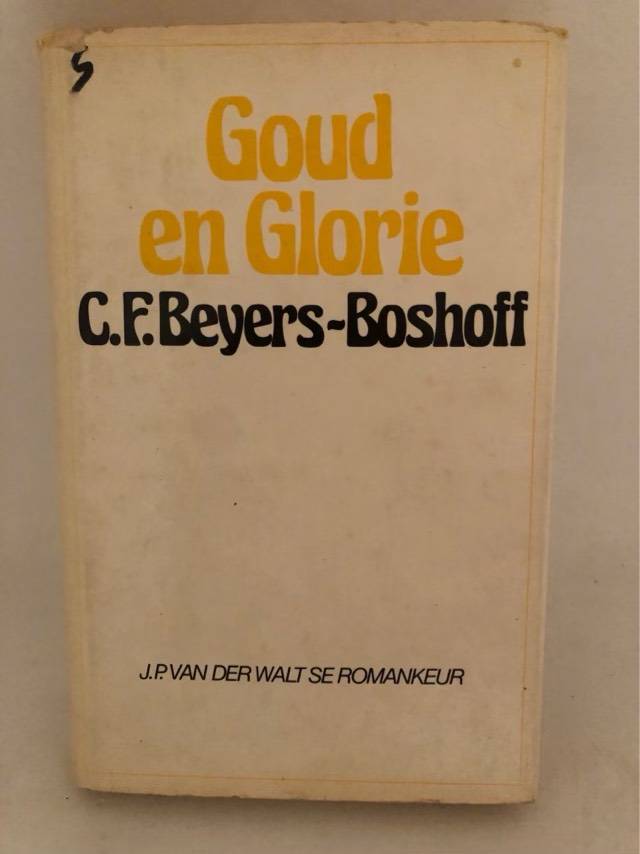 5
Goud
en Glorie
C.F. Beyers-Boshoff
J.P. VAN DER WALT SE ROMANKEUR